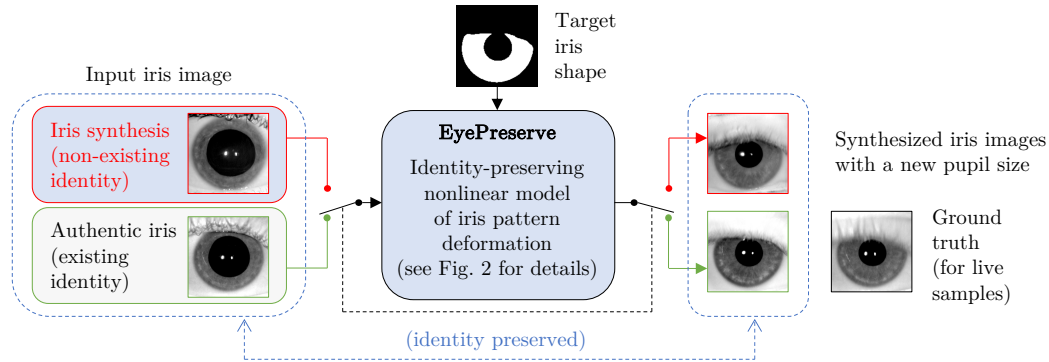 Target
iris
shape
Input iris image
Iris synthesis
(non-existing
identity)
Authentic iris
(existing
identity)
EyePreserve
Identity-preserving
nonlinear model
of iris pattern
deformation
(see Fig. 2 for details)
Synthesized iris images
with a new pupil size
Ground
truth
(for live
samples)
(identity preserved)